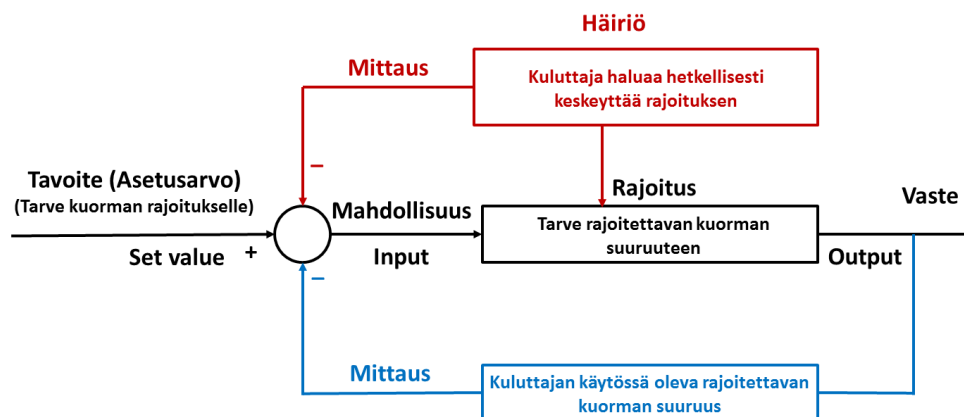 Häiriö
Mittaus
Kuluttaja haluaa hetkellisesti
keskeyttää rajoituksen
–
Tavoite (Asetusarvo)
(Tarve kuorman rajoitukselle)
Rajoitus
Vaste
Mahdollisuus
Tarve rajoitettavan kuorman
suuruuteen
Set value +
Input
Output
–
Mittaus
Kuluttajan käytössä oleva rajoitettavan
kuorman suuruus